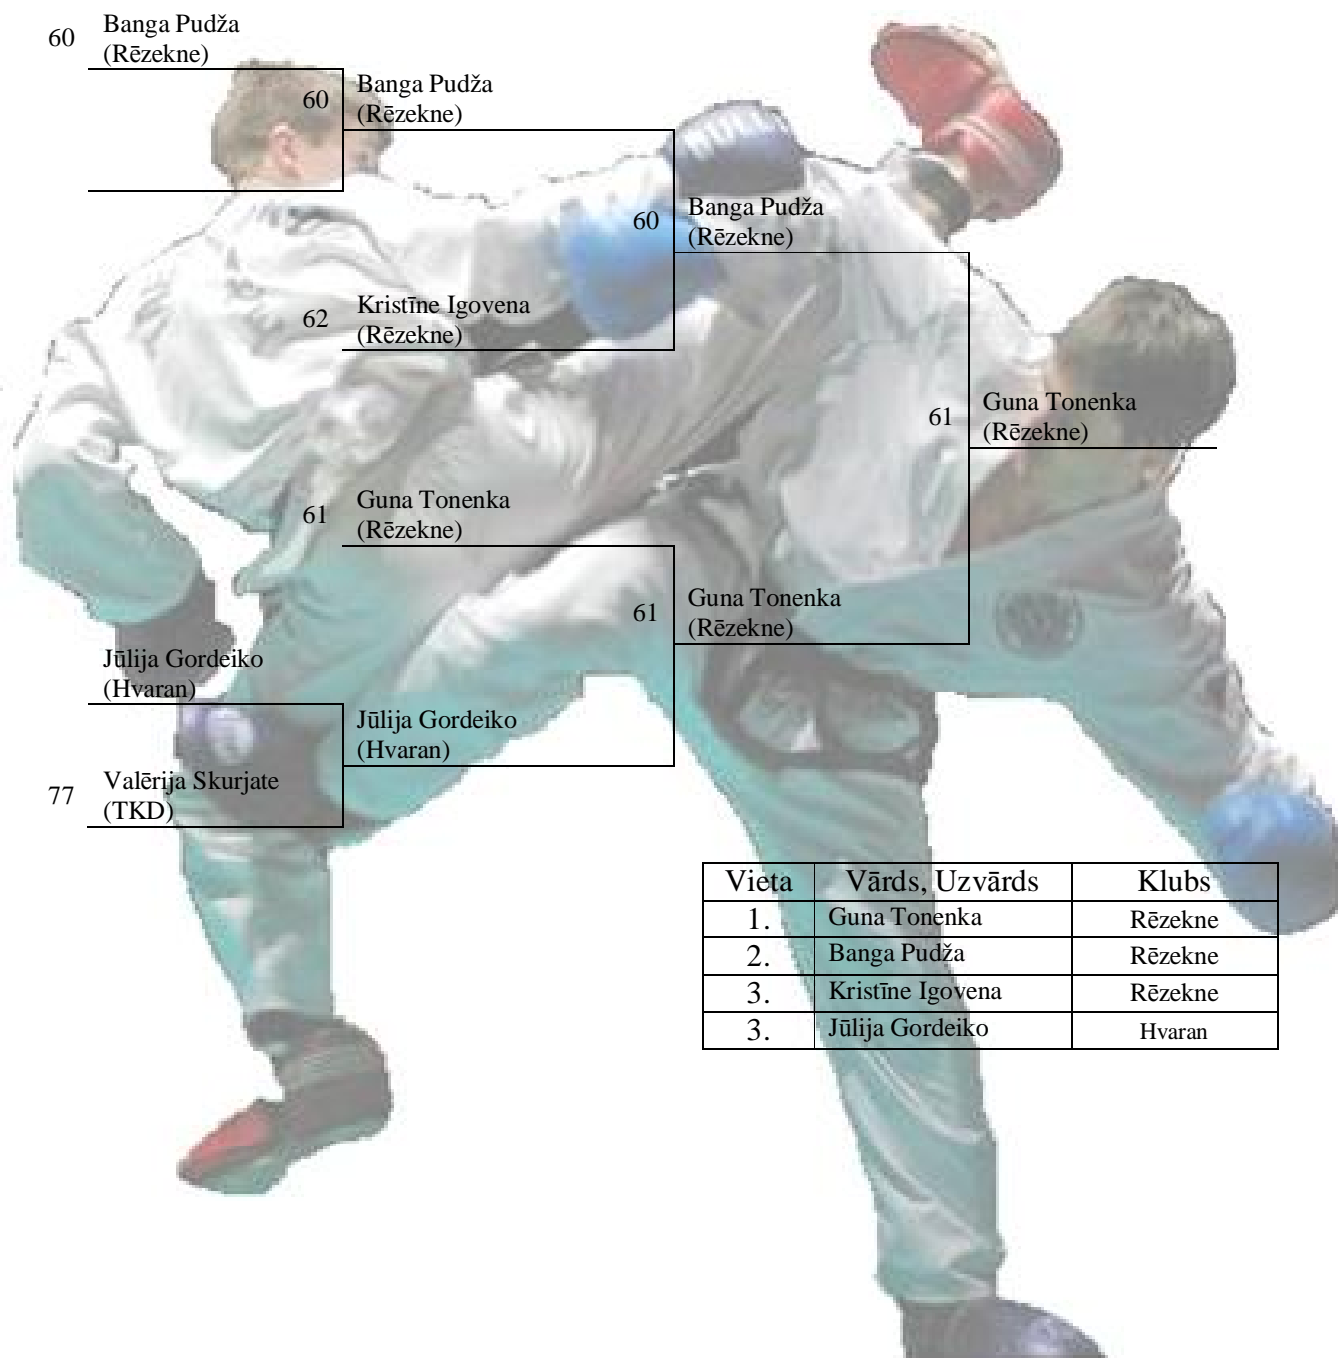 60 Banga Pudža
(Rēzekne)
60 Banga Pudža
(Rēzekne)
60 Banga Pudža
(Rēzekne)
62 Kristīne Igovena
(Rēzekne)
61 Guna Tonenka
(Rēzekne)
61 Guna Tonenka
(Rēzekne)
61 Guna Tonenka
(Rēzekne)
Jūlija Gordeiko
(Hvaran)
Jūlija Gordeiko
(Hvaran)
77 Valērija Skurjate
(TKD)
Vieta Vārds, Uzvārds Klubs
1. Guna Tonenka Rēzekne
2. Banga Pudža Rēzekne
3. Kristīne Igovena Rēzekne
3. Jūlija Gordeiko Hvaran